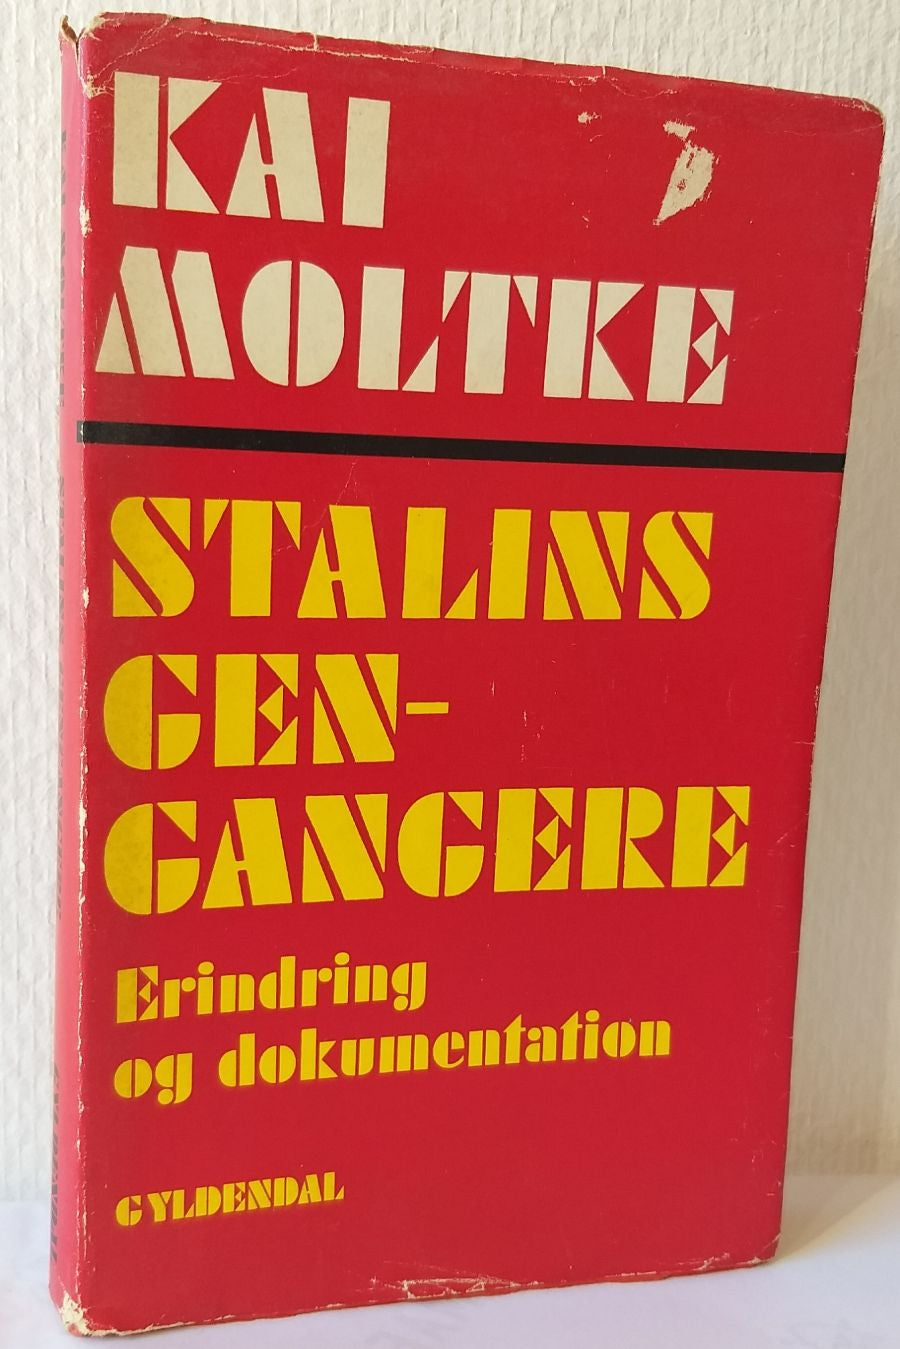 KAI
MOLTKE
STALINS
GEN-
GANGERE
Erindring
og dokumentation
GYLDENDAL